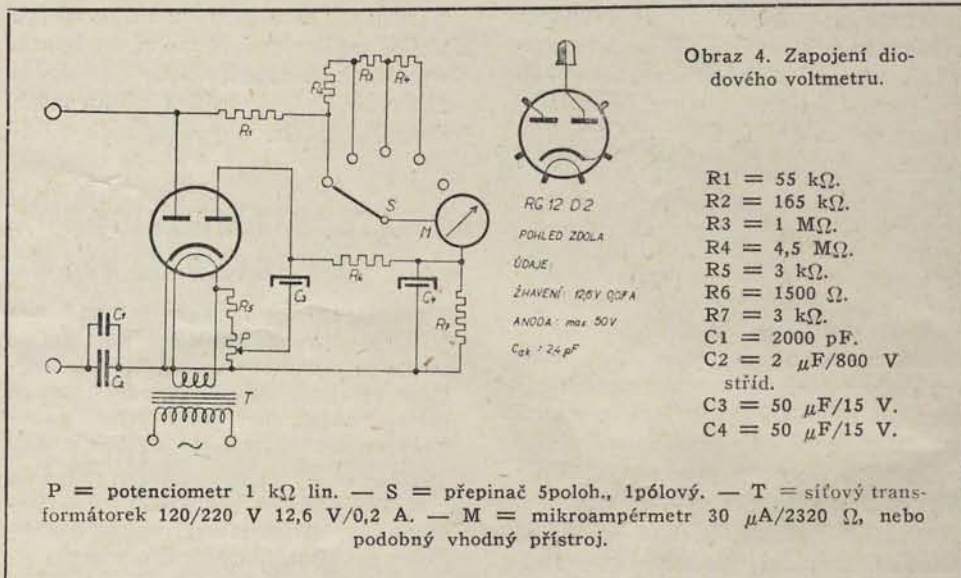 Obraz 4. Zapojení dio-
dového voltmetru.
R1 = 55 kΩ.
R2 = 165 kΩ.
R3 = 1 MΩ.
R4 = 4,5 MΩ.
R5 = 3 kΩ.
R6 = 1500 Ω.
R7 = 3 kΩ.
C1 = 2000 pF.
C2 = 2 μF/800 V
stříd.
C3 = 50 μF/15 V.
C4 = 50 μF/15 V.
R2
R3
R4
R1
S
M
C3
R6
C4
R5
P
R7
C1
C2
T
RG 12 D2
POHLED ZDOLA
ÚDAJE:
ŽHAVENÍ: 12,6V
ANODA: max. 50V
Cak : 2,4 pF
P = potenciometr 1 kΩ lin. — S = přepinač 5poloh., 1pólový. — T = síťový trans-
formátorek 120/220 V 12,6 V/0,2 A. — M = mikroampérmetr 30 μA/2320 Ω, nebo
podobný vhodný přístroj.